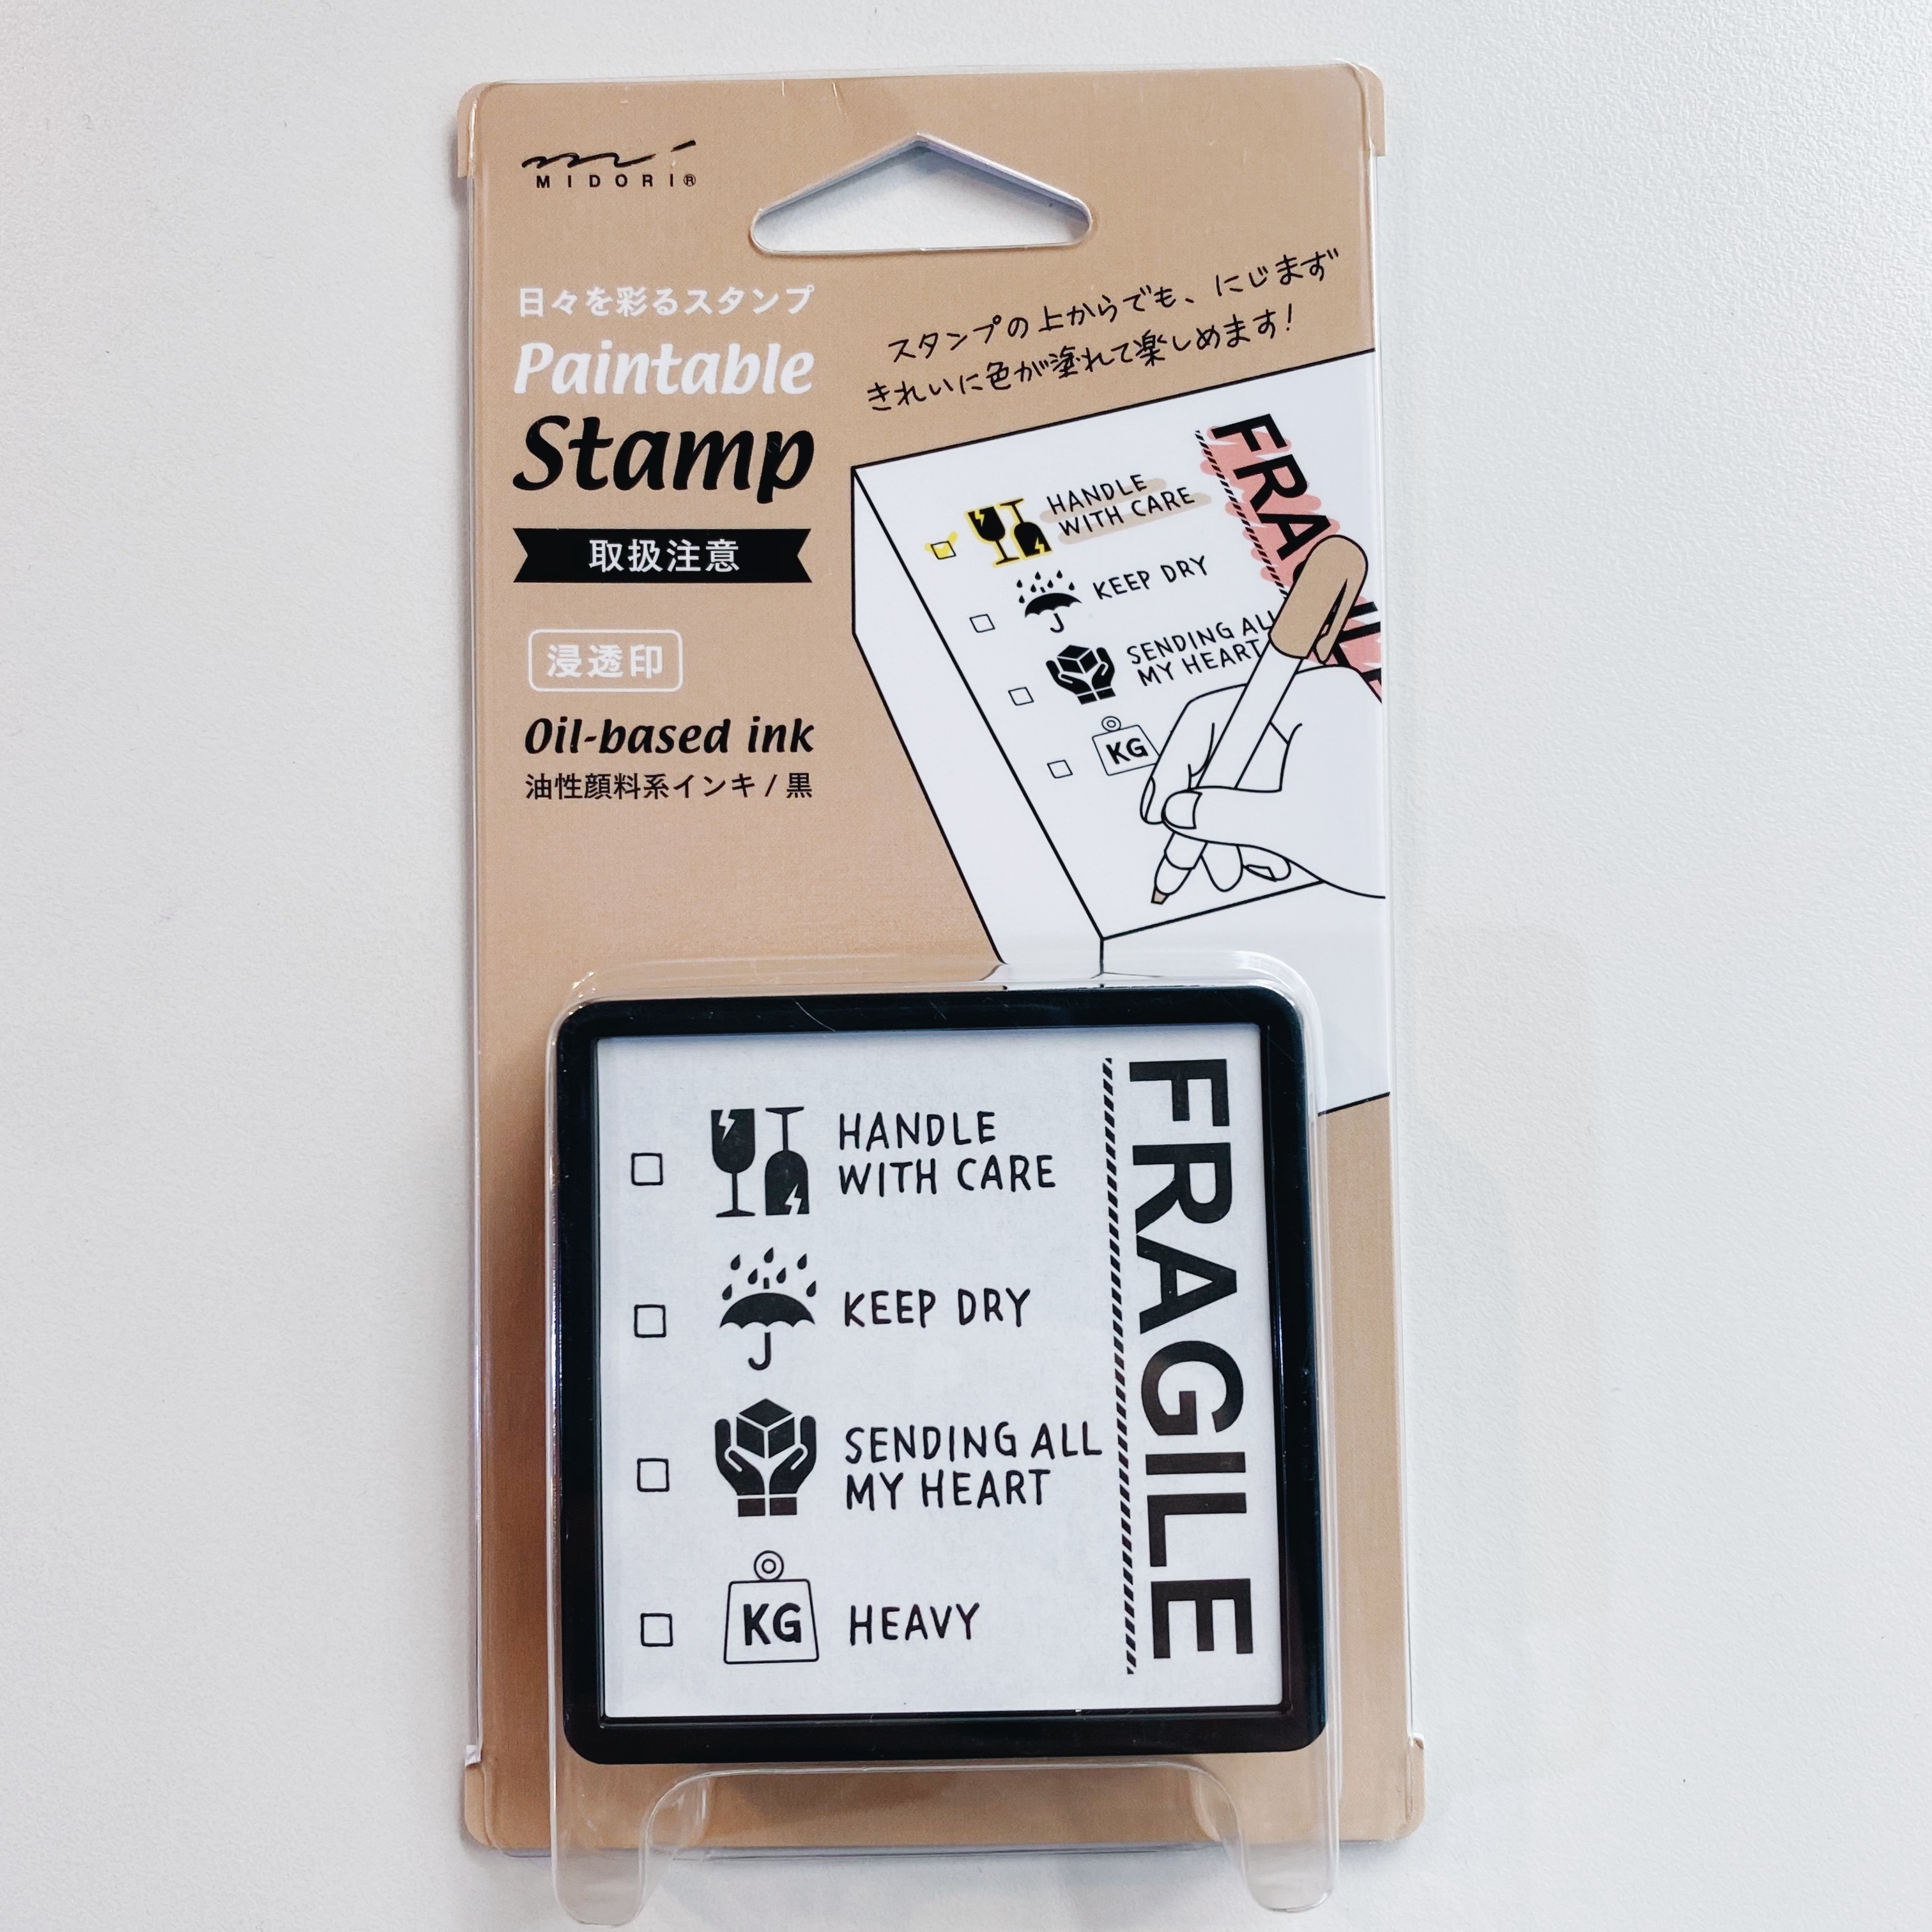 MIDORI®
日々を彩るスタンプ
Paintable
Stamp
取扱注意
浸透印
Oil-based ink
油性顔料系インキ / 黒
スタンプの上からでも、にじまず
きれいに色が塗れて楽しめます!
HANDLE
WITH CARE
KEEP DRY
SENDING ALL
MY HEART
KG
FRAGILE
HANDLE
WITH CARE
KEEP DRY
SENDING ALL
MY HEART
KG
HEAVY
FRAGILE